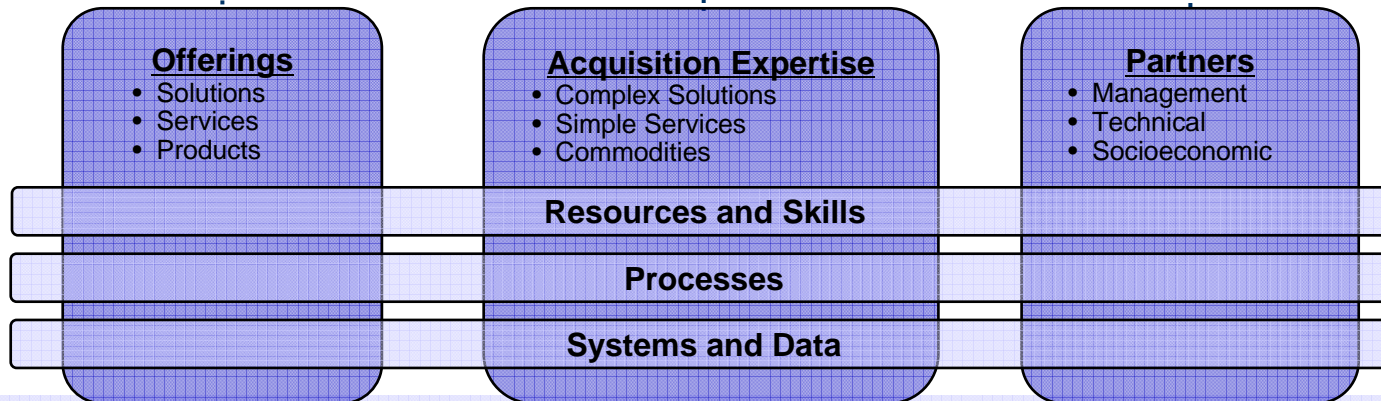 Offerings
• Solutions
• Services
• Products
Acquisition Expertise
• Complex Solutions
• Simple Services
• Commodities
Partners
• Management
• Technical
• Socioeconomic
Resources and Skills
Processes
Systems and Data